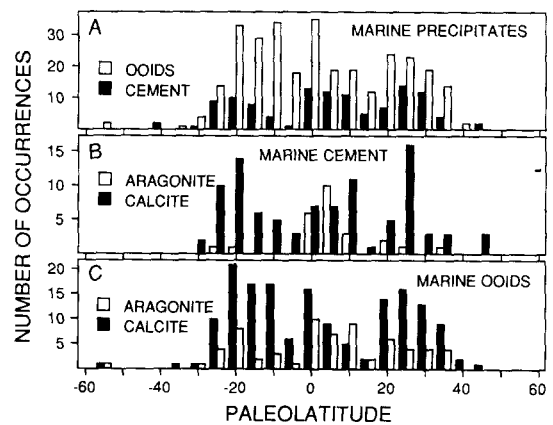 A
MARINE PRECIPITATES
OOIDS
CEMENT
30
20
10
B
MARINE CEMENT
ARAGONITE
CALCITE
15
10
5
C
MARINE OOIDS
ARAGONITE
CALCITE
20
15
10
5
NUMBER OF OCCURRENCES
-60 -40 -20 0 20 40 60
PALEOLATITUDE